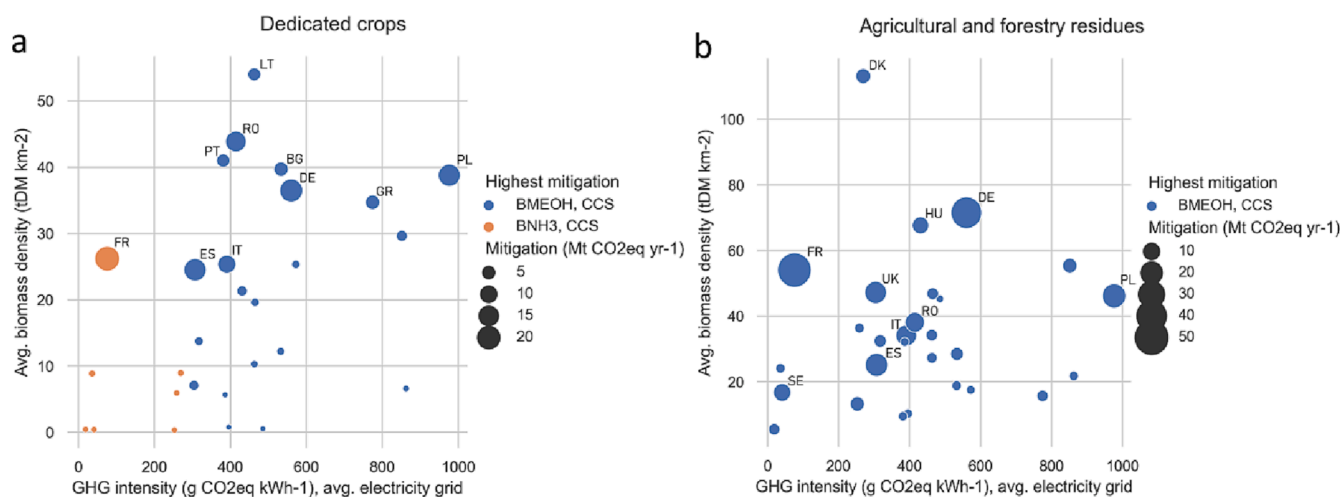 a
Dedicated crops
Avg. biomass density (tDM km-2)
50
40
30
20
10
0
LT
RO
PT
BG
DE
PL
GR
FR
ES
IT
0 200 400 600 800 1000
GHG intensity (g CO2eq kWh-1), avg. electricity grid
Highest mitigation
BMEOH, CCS
BNH3, CCS
Mitigation (Mt CO2eq yr-1)
5
10
15
20
b
Agricultural and forestry residues
Avg. biomass density (tDM km-2)
100
80
60
40
20
DK
DE
HU
FR
UK
PL
RO
IT
ES
SE
0 200 400 600 800 1000
GHG intensity (g CO2eq kWh-1), avg. electricity grid
Highest mitigation
BMEOH, CCS
Mitigation (Mt CO2eq yr-1)
10
20
30
40
50